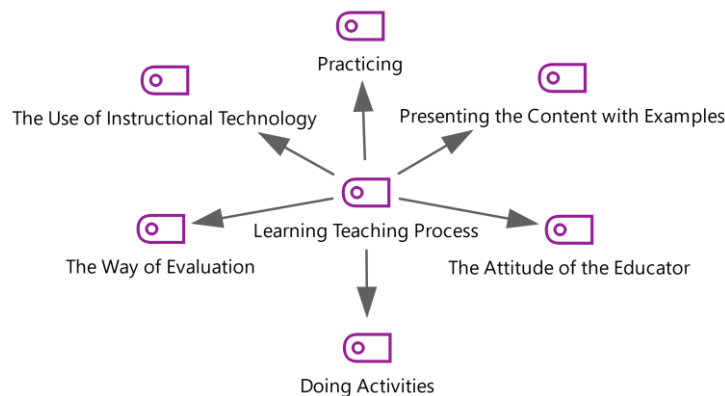 Practicing
The Use of Instructional Technology
Presenting the Content with Examples
Learning Teaching Process
The Way of Evaluation
The Attitude of the Educator
Doing Activities